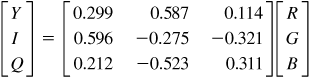 Y 0.299 0.587 0.114 R
I = 0.596 −0.275 −0.321 G
Q 0.212 −0.523 0.311 B